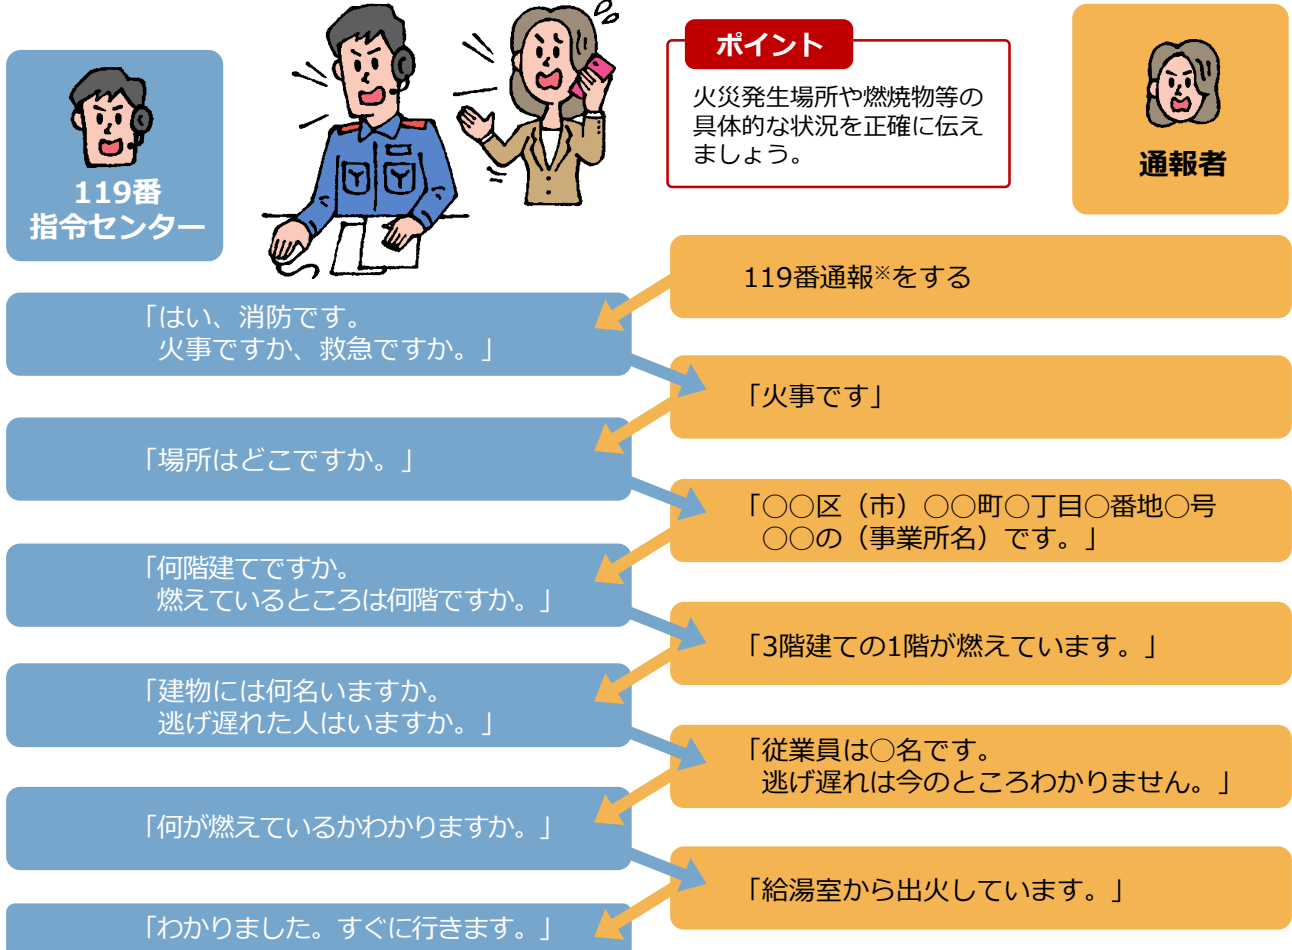 ポイント
火災発生場所や燃焼物等の
具体的な状況を正確に伝え
ましょう。
119番
指令センター
通報者
119番通報※をする
「はい、消防です。
火事ですか、救急ですか。」
「火事です」
「場所はどこですか。」
「○○区（市）○○町○丁目○番地○号
○○の（事業所名）です。」
「何階建てですか。
燃えているところは何階ですか。」
「3階建ての1階が燃えています。」
「建物には何名いますか。
逃げ遅れた人はいますか。」
「従業員は○名です。
逃げ遅れは今のところわかりません。」
「何が燃えているかわかりますか。」
「給湯室から出火しています。」
「わかりました。すぐに行きます。」